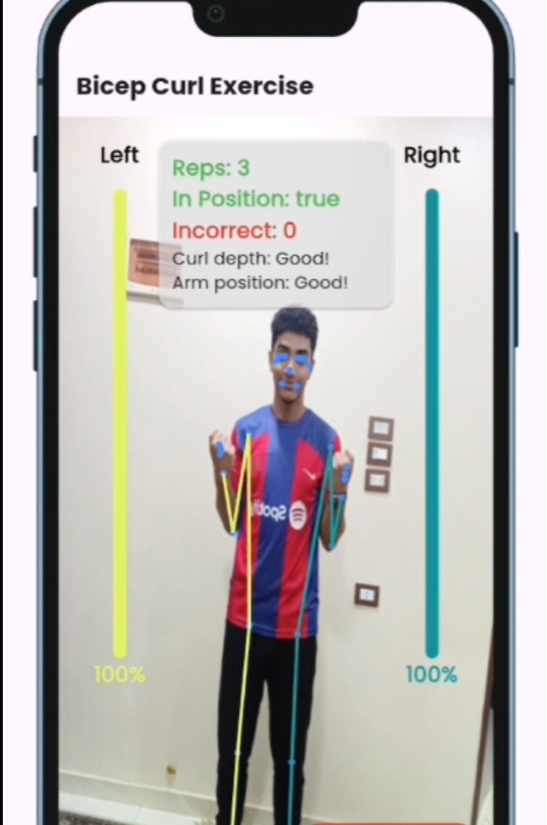 Bicep Curl Exercise
Left
Right
Reps: 3
In Position: true
Incorrect: 0
Curl depth: Good!
Arm position: Good!
Spotify
100%
100%